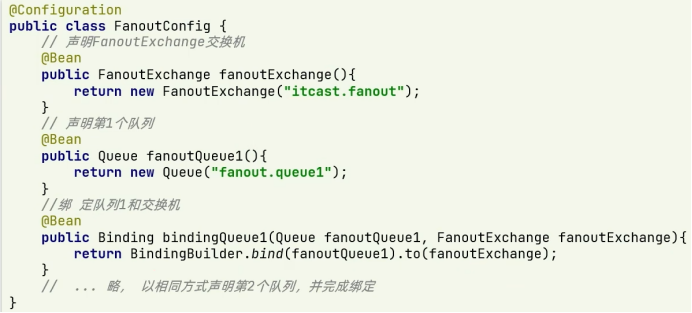 @Configuration
public class FanoutConfig {
// 声明FanoutExchange交换机
@Bean
public FanoutExchange fanoutExchange(){
return new FanoutExchange("itcast.fanout");
}
// 声明第1个队列
@Bean
public Queue fanoutQueue1(){
return new Queue("fanout.queue1");
}
//绑 定队列1和交换机
@Bean
public Binding bindingQueue1(Queue fanoutQueue1, FanoutExchange fanoutExchange){
return BindingBuilder.bind(fanoutQueue1).to(fanoutExchange);
}
// ... 略, 以相同方式声明第2个队列,并完成绑定
}